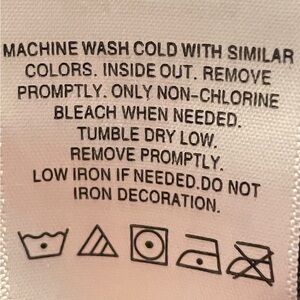 MACHINE WASH COLD WITH SIMILAR
COLORS. INSIDE OUT. REMOVE
PROMPTLY. ONLY NON-CHLORINE
BLEACH WHEN NEEDED.
TUMBLE DRY LOW.
REMOVE PROMPTLY.
LOW IRON IF NEEDED.DO NOT
IRON DECORATION.